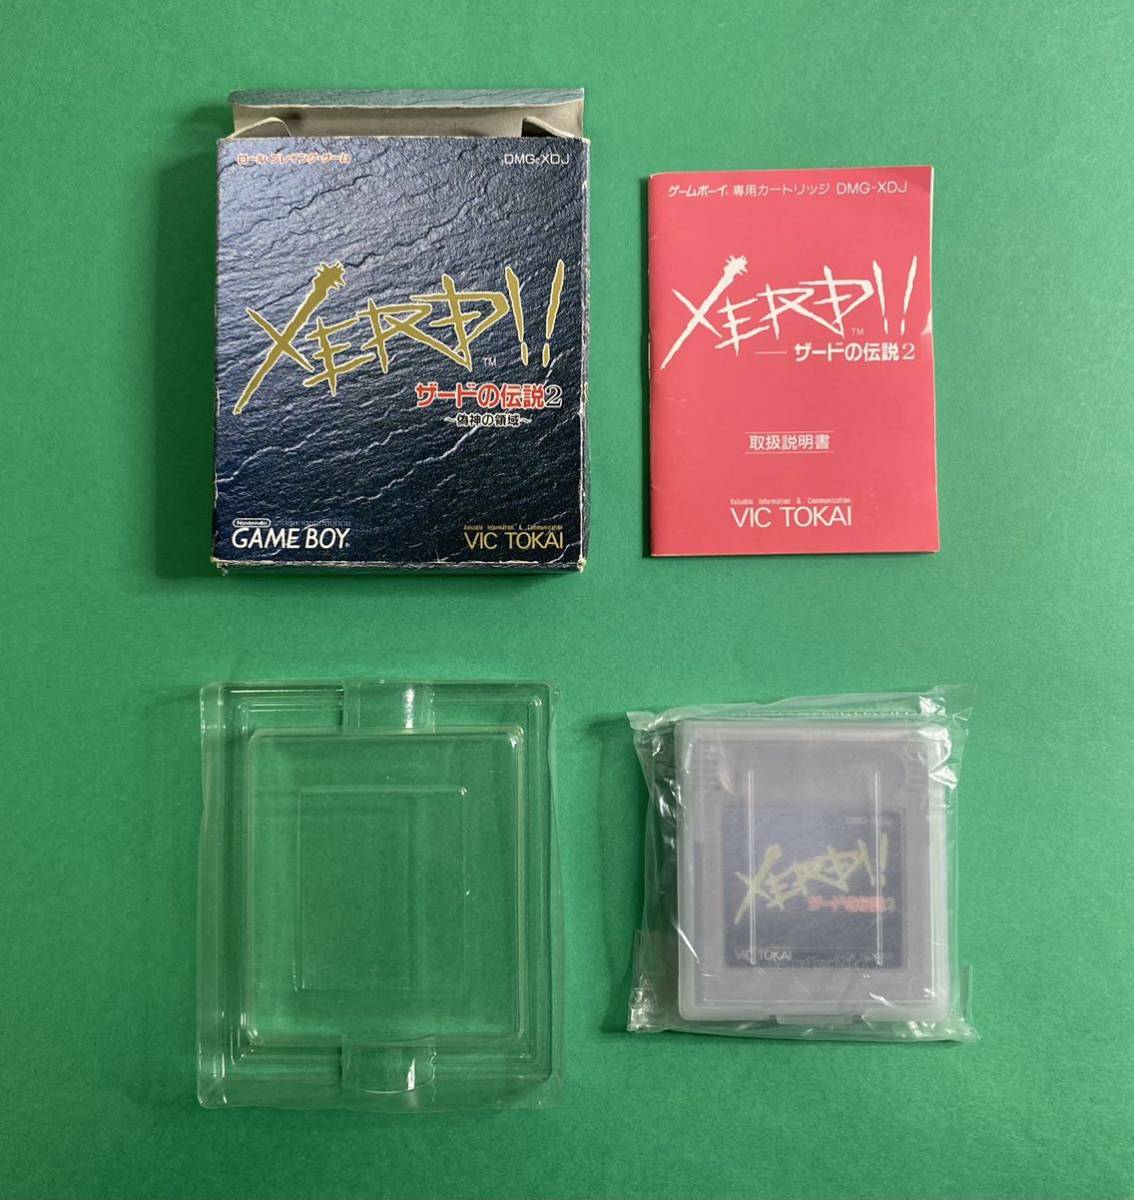 ロール・プレイング・ゲーム
DMG-XDJ
XERD!!
TM
ザードの伝説2
～偽神の領域～
Nintendo
GAME BOY
Valuable Information & Communication
VIC TOKAI
ゲームボーイ専用カートリッジ DMG-XDJ
XERD!!
TM
ザードの伝説2
取扱説明書
Valuable Information & Communication
VIC TOKAI
DMG-XDJ
XERD!!
ザードの伝説2
VIC TOKAI
Nintendo